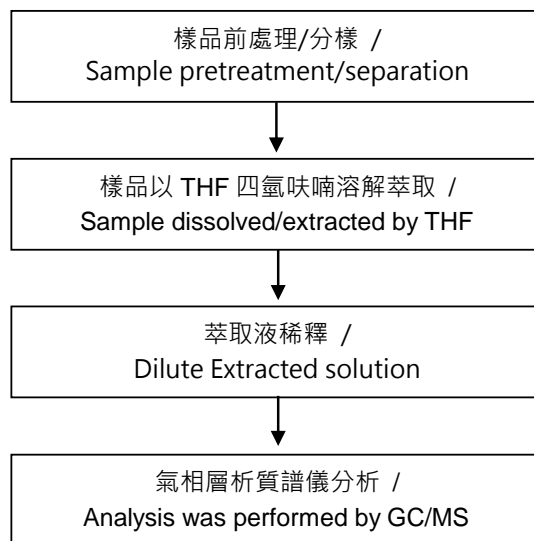 樣品前處理/分樣 /
Sample pretreatment/separation
樣品以 THF 四氫呋喃溶解萃取 /
Sample dissolved/extracted by THF
萃取液稀釋 /
Dilute Extracted solution
氣相層析質譜儀分析 /
Analysis was performed by GC/MS